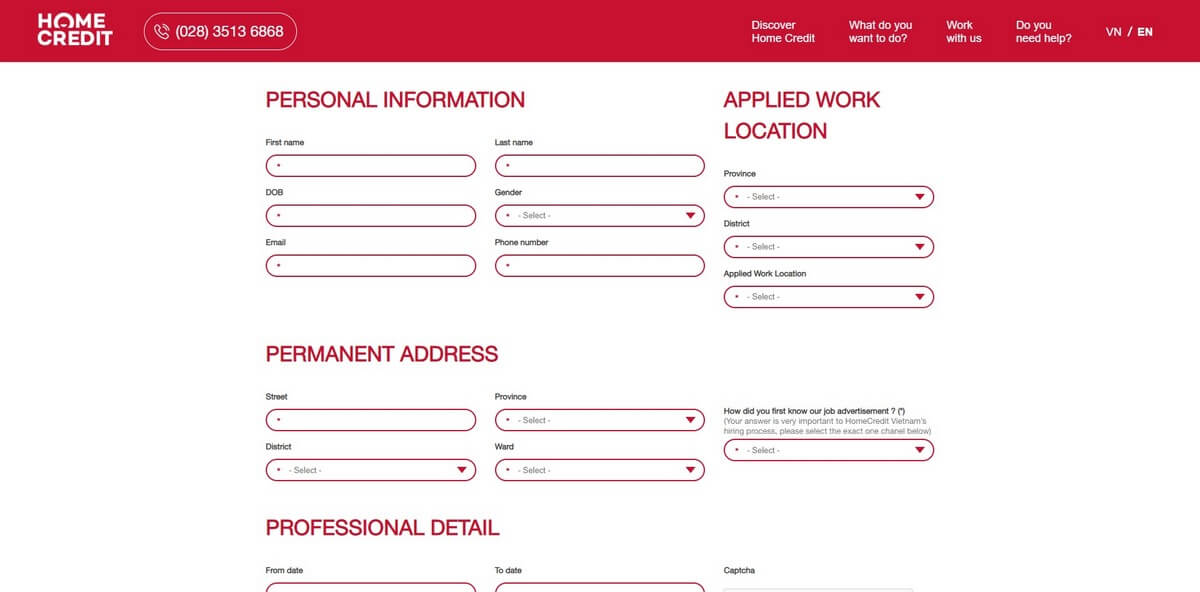 HOME
CREDIT
(028) 3513 6868
Discover
Home Credit
What do you
want to do?
Work
with us
Do you
need help?
VN / EN
PERSONAL INFORMATION
First name
Last name
*
*
DOB
Gender
*
* - Select -
Email
Phone number
*
*
APPLIED WORK
LOCATION
Province
* - Select -
District
* - Select -
Applied Work Location
* - Select -
PERMANENT ADDRESS
Street
Province
*
* - Select -
District
Ward
* - Select -
* - Select -
How did you first know our job advertisement ? (*)
(Your answer is very important to HomeCredit Vietnam's
hiring process, please select the exact one chanel below)
* - Select -
PROFESSIONAL DETAIL
From date
To date
Captcha